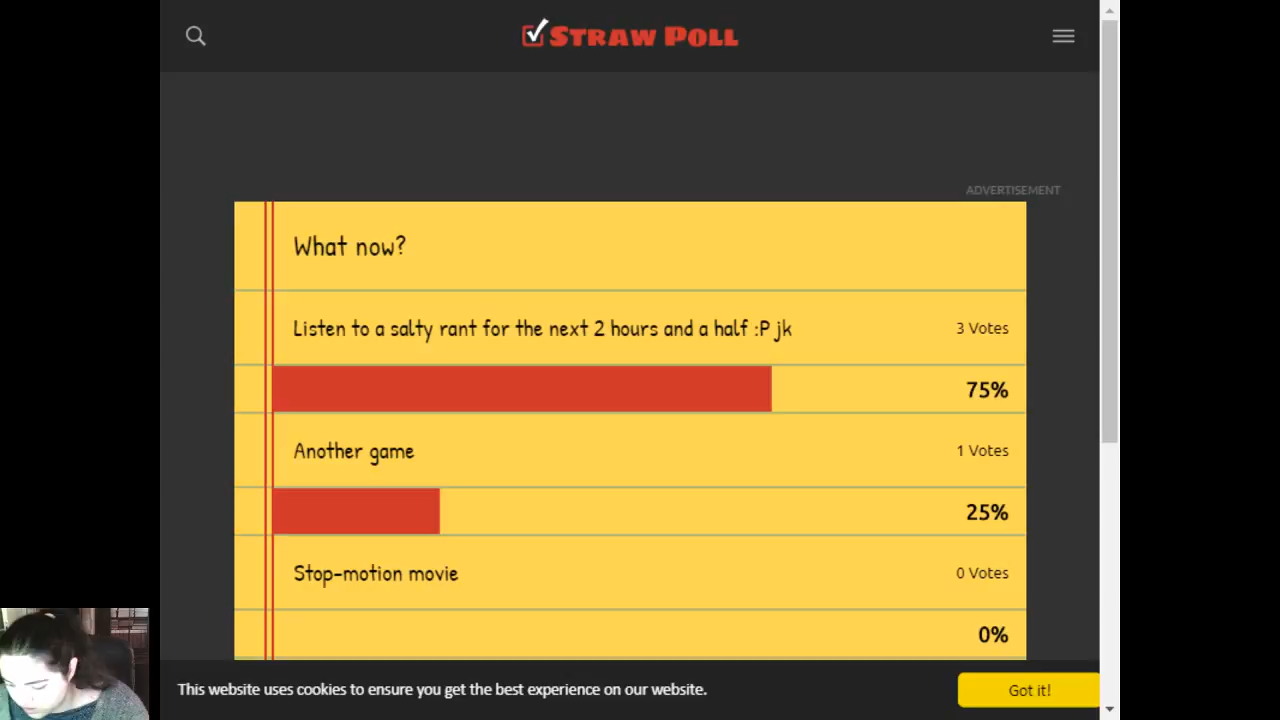 STRAW POLL
ADVERTISEMENT
What now?
Listen to a salty rant for the next 2 hours and a half :P jk
3 Votes
75%
Another game
1 Votes
25%
Stop-motion movie
0 Votes
0%
This website uses cookies to ensure you get the best experience on our website.
Got it!